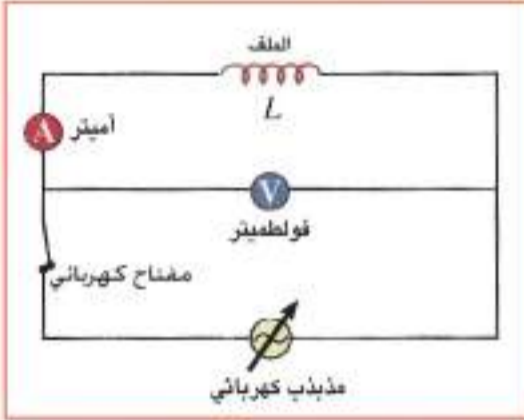 الملف
L
A
أميتر
V
فولطميتر
مفتاح كهربائي
مذبذب كهربائي